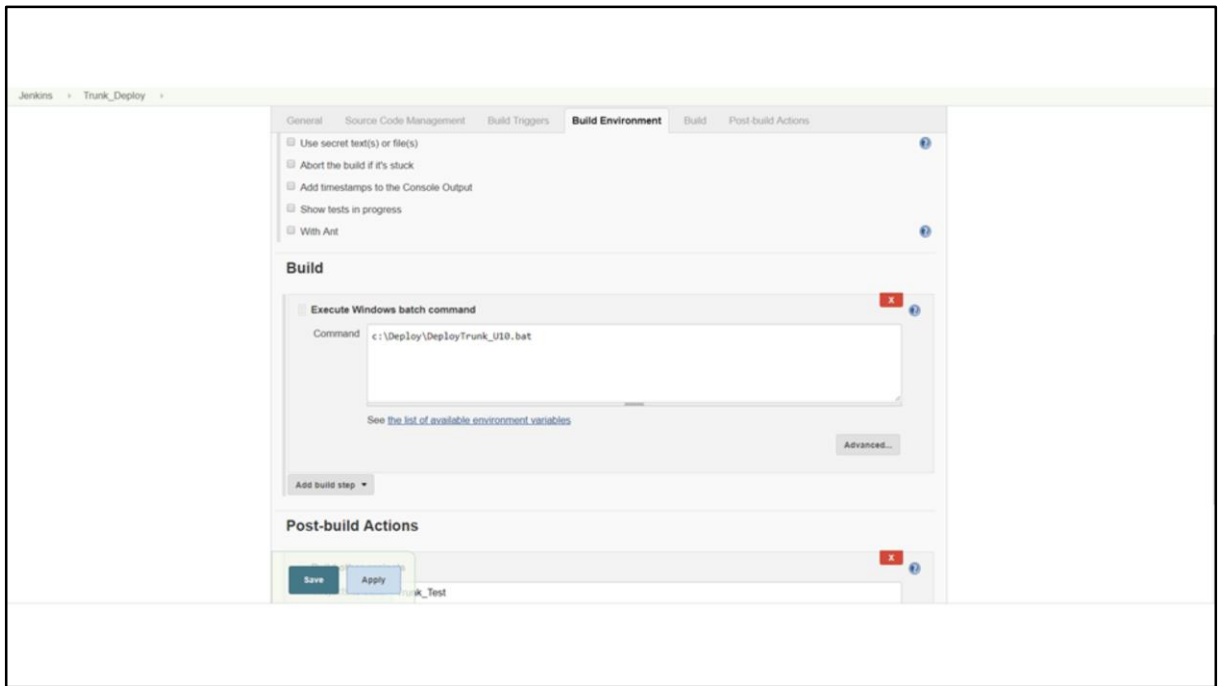 Jenkins Trunk_Deploy
General Source Code Management Build Triggers Build Environment Build Post-build Actions
Use secret text(s) or file(s)
Abort the build if it's stuck
Add timestamps to the Console Output
Show tests in progress
With Ant
Build
X
Execute Windows batch command
Command c:\Deploy\DeployTrunk_U10.bat
See the list of available environment variables
Advanced...
Add build step
Post-build Actions
X
Save Apply
k_Test